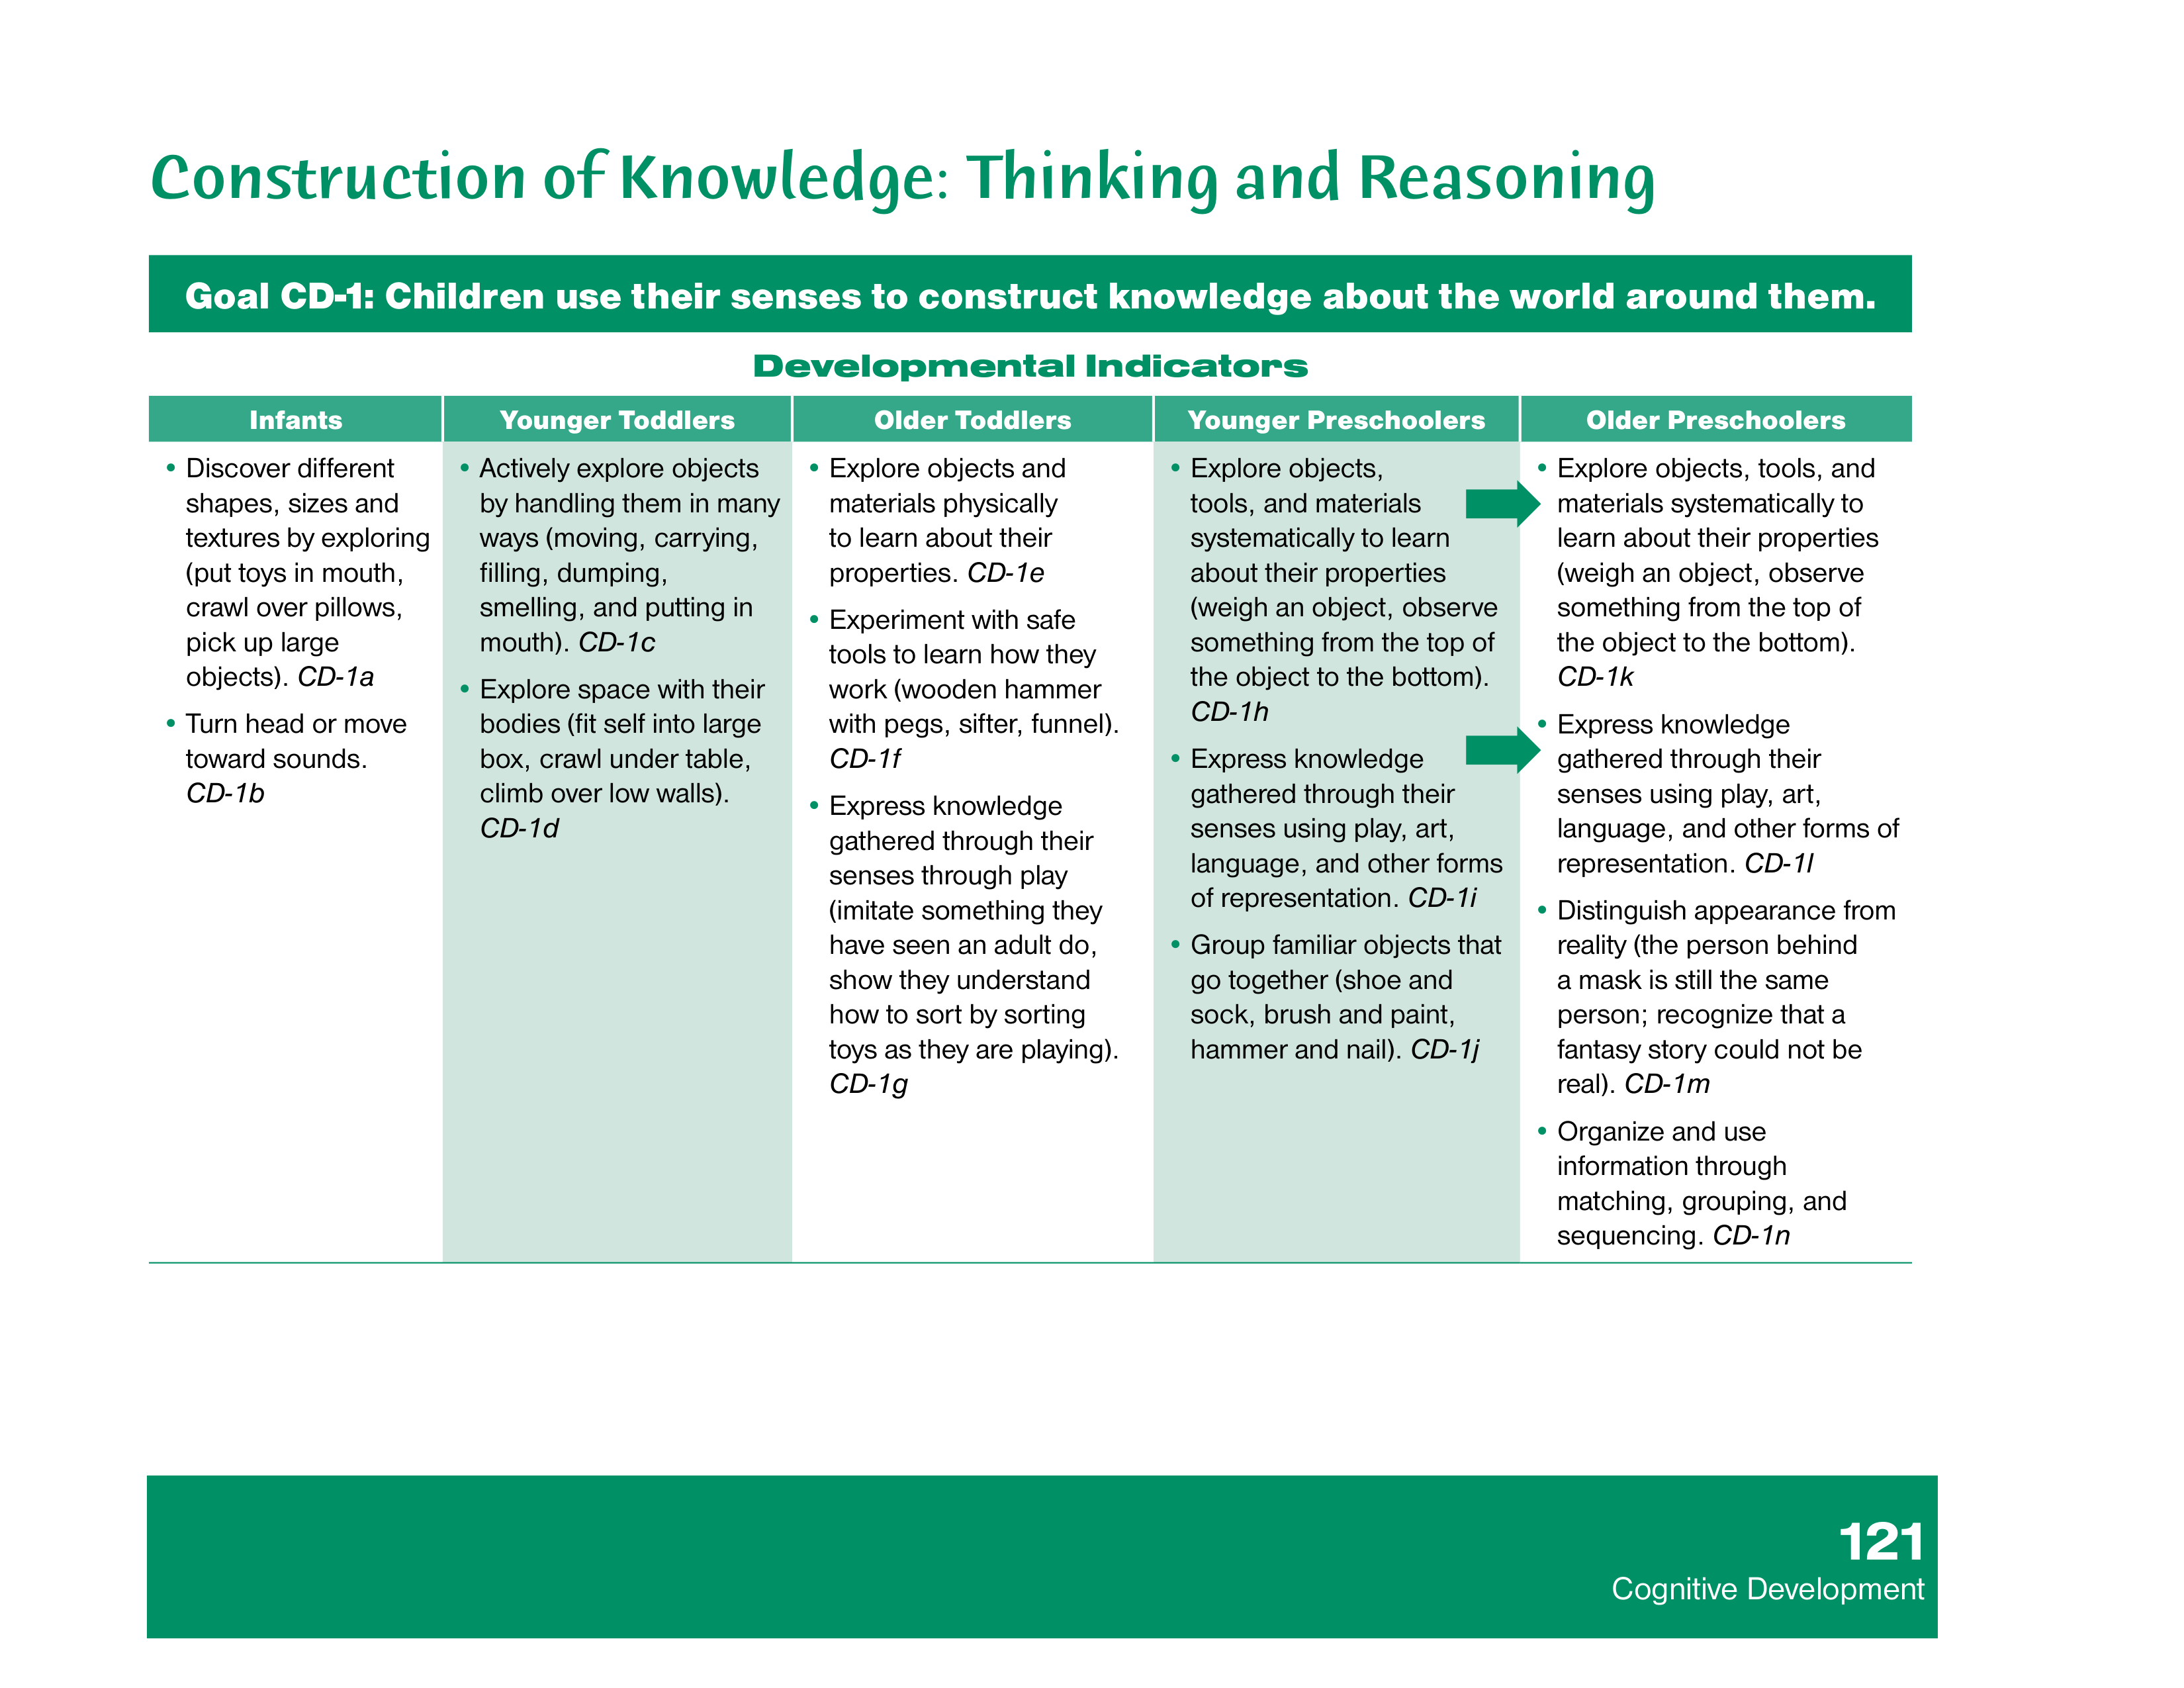 Construction of Knowledge: Thinking and Reasoning
Goal CD-1: Children use their senses to construct knowledge about the world around them.
Developmental Indicators
Infants
• Discover different
shapes, sizes and
textures by exploring
(put toys in mouth,
crawl over pillows,
pick up large
objects). CD-1a
• Turn head or move
toward sounds.
CD-1b
Younger Toddlers
• Actively explore objects
by handling them in many
ways (moving, carrying,
filling, dumping,
smelling, and putting in
mouth). CD-1c
• Explore space with their
bodies (fit self into large
box, crawl under table,
climb over low walls).
CD-1d
Older Toddlers
• Explore objects and
materials physically
to learn about their
properties. CD-1e
• Experiment with safe
tools to learn how they
work (wooden hammer
with pegs, sifter, funnel).
CD-1f
• Express knowledge
gathered through their
senses through play
(imitate something they
have seen an adult do,
show they understand
how to sort by sorting
toys as they are playing).
CD-1g
Younger Preschoolers
• Explore objects,
tools, and materials
systematically to learn
about their properties
(weigh an object, observe
something from the top of
the object to the bottom).
CD-1h
• Express knowledge
gathered through their
senses using play, art,
language, and other forms
of representation. CD-1i
• Group familiar objects that
go together (shoe and
sock, brush and paint,
hammer and nail). CD-1j
Older Preschoolers
• Explore objects, tools, and
materials systematically to
learn about their properties
(weigh an object, observe
something from the top of
the object to the bottom).
CD-1k
• Express knowledge
gathered through their
senses using play, art,
language, and other forms of
representation. CD-1l
• Distinguish appearance from
reality (the person behind
a mask is still the same
person; recognize that a
fantasy story could not be
real). CD-1m
• Organize and use
information through
matching, grouping, and
sequencing. CD-1n
121
Cognitive Development